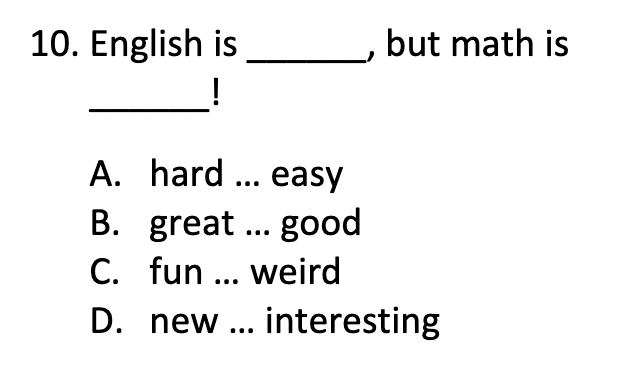 10. English is ______, but math is
______!
A. hard ... easy
B. great ... good
C. fun ... weird
D. new ... interesting